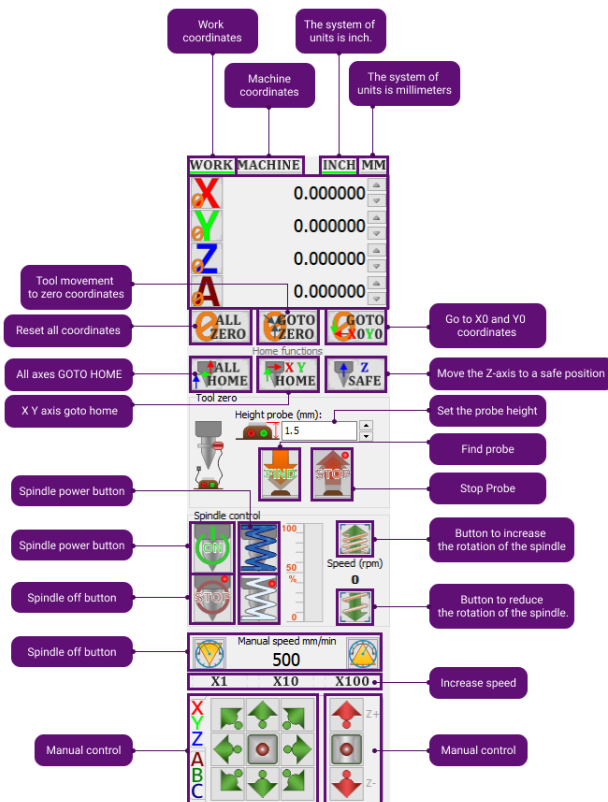 Work
coordinates
The system of
units is inch.
Machine
coordinates
The system of
units is millimeters
WORK MACHINE INCH MM
X 0.000000
Y 0.000000
Z 0.000000
A 0.000000
Tool movement
to zero coordinates
Reset all coordinates
ALL
ZERO
GOTO
ZERO
GOTO
X0Y0
Go to X0 and Y0
coordinates
Home functions
All axes GOTO HOME
ALL
HOME
X Y
HOME
Z
SAFE
Move the Z-axis to a safe position
X Y axis goto home
Tool zero
Height probe (mm):
1.5
Set the probe height
FIND
STOP
Find probe
Stop Probe
Spindle power button
Spindle control
Spindle power button
ON
100
50
%
0
Speed (rpm)
0
Button to increase
the rotation of the spindle
Spindle off button
STOP
Button to reduce
the rotation of the spindle.
Spindle off button
Manual speed mm/min
500
X1 X10 X100
Increase speed
Manual control
X
Y
Z
A
B
C
Z+
Z-
Manual control